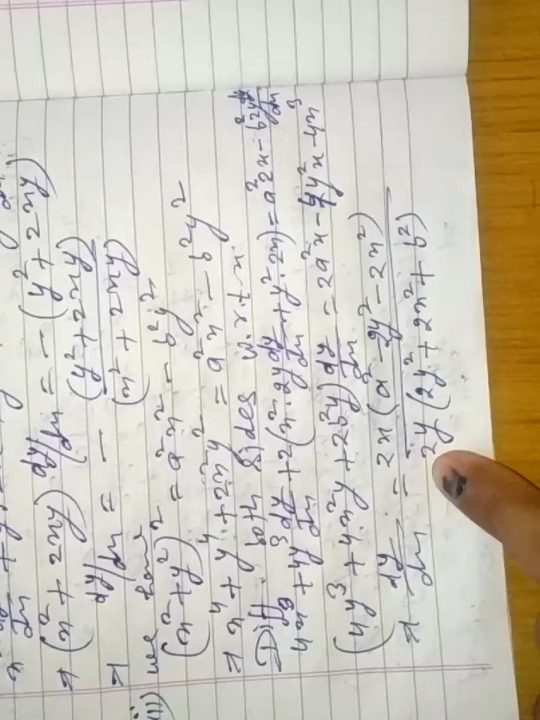 ⇒ (x² + 2xy) dy/dx = - (y² + 2xy)
⇒ dy/dx = - (y² + 2xy) / (x² + 2xy)
iii) we have
(x² + y²)² = a²x² - b²y²
⇒ x⁴ + y⁴ + 2x²y² = a²x² - b²y²
Diff. both sides w.r.t x.
4x³ + 4y³ dy/dx + 2(x². 2y dy/dx + y². 2x) = a²2x - b²2y dy/dx
(4y³ + 4x²y + 2b²y) dy/dx = 2a²x - 4y²x - 4x³
⇒ dy/dx = 2x(a² - 2y² - 2x²) / 2y(2y² + 2x² + b²)